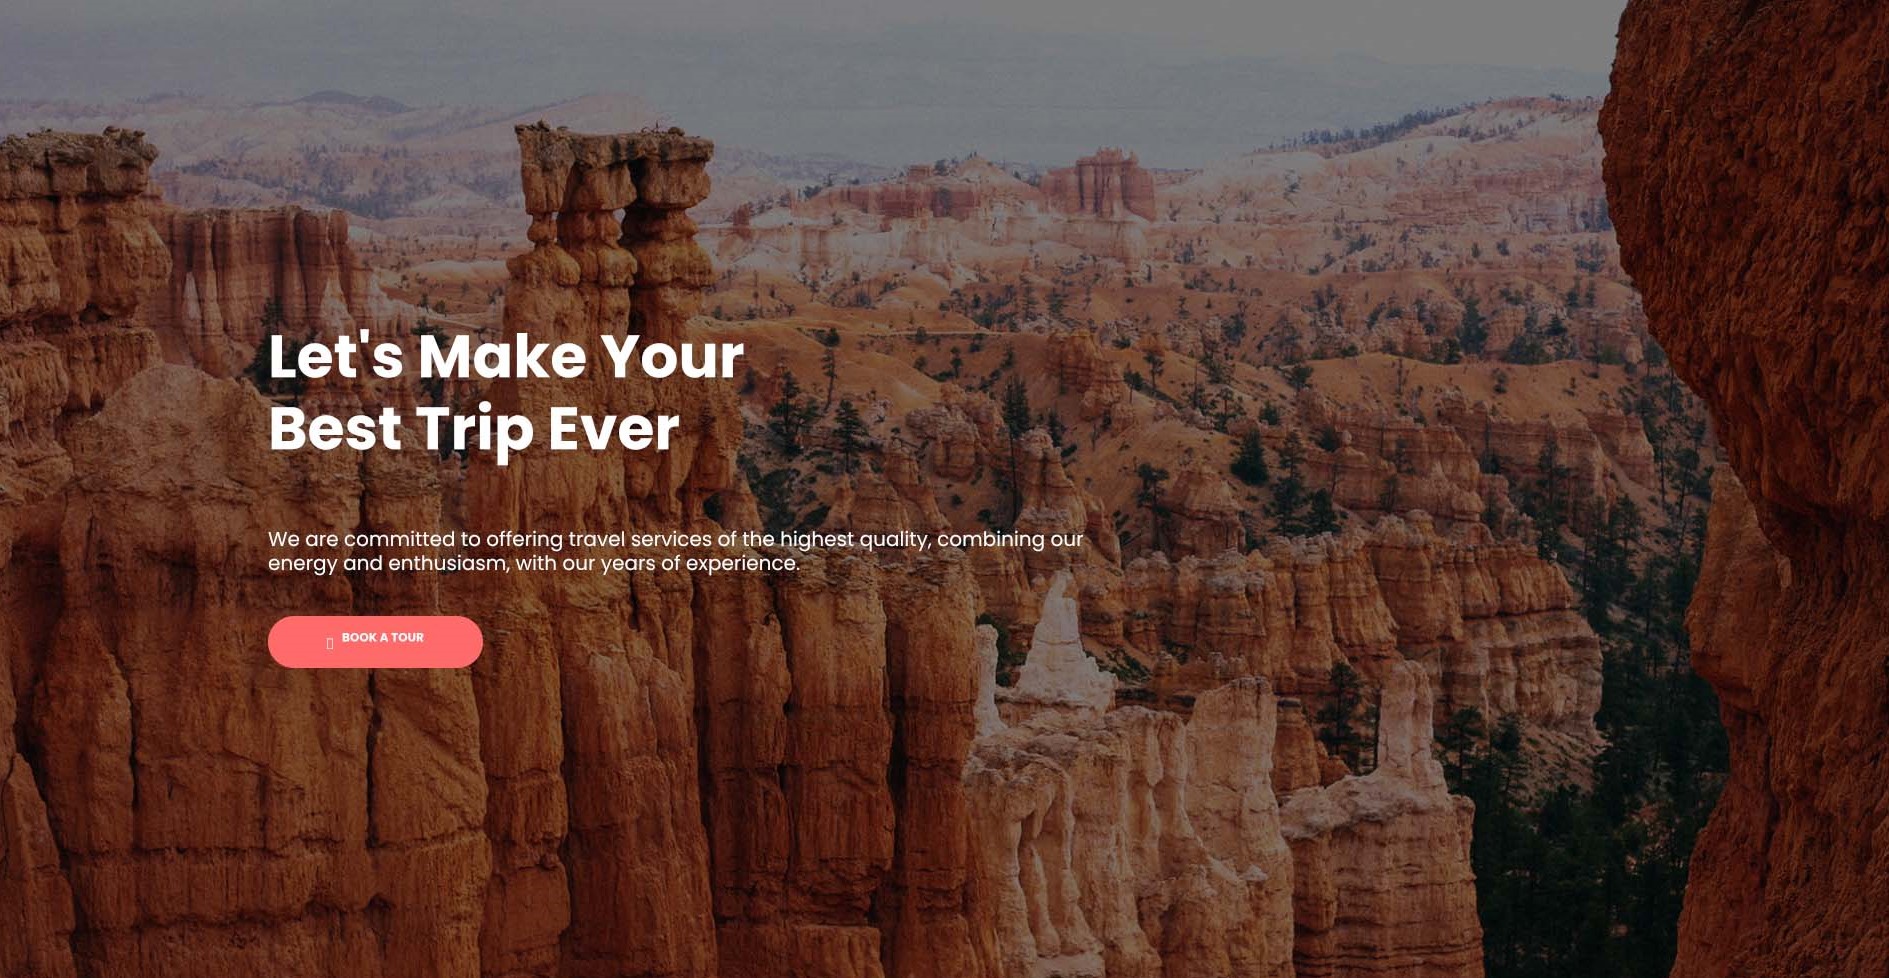 Let's Make Your
Best Trip Ever
We are committed to offering travel services of the highest quality, combining our
energy and enthusiasm, with our years of experience.
BOOK A TOUR